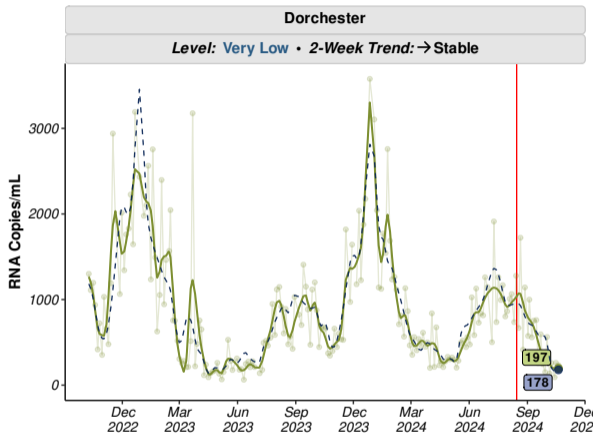 Dorchester
Level: Very Low • 2-Week Trend: → Stable
RNA Copies/mL
3000
2000
1000
0
197
178
Dec Mar Jun Sep Dec Mar Jun Sep Dec
2022 2023 2023 2023 2023 2024 2024 2024